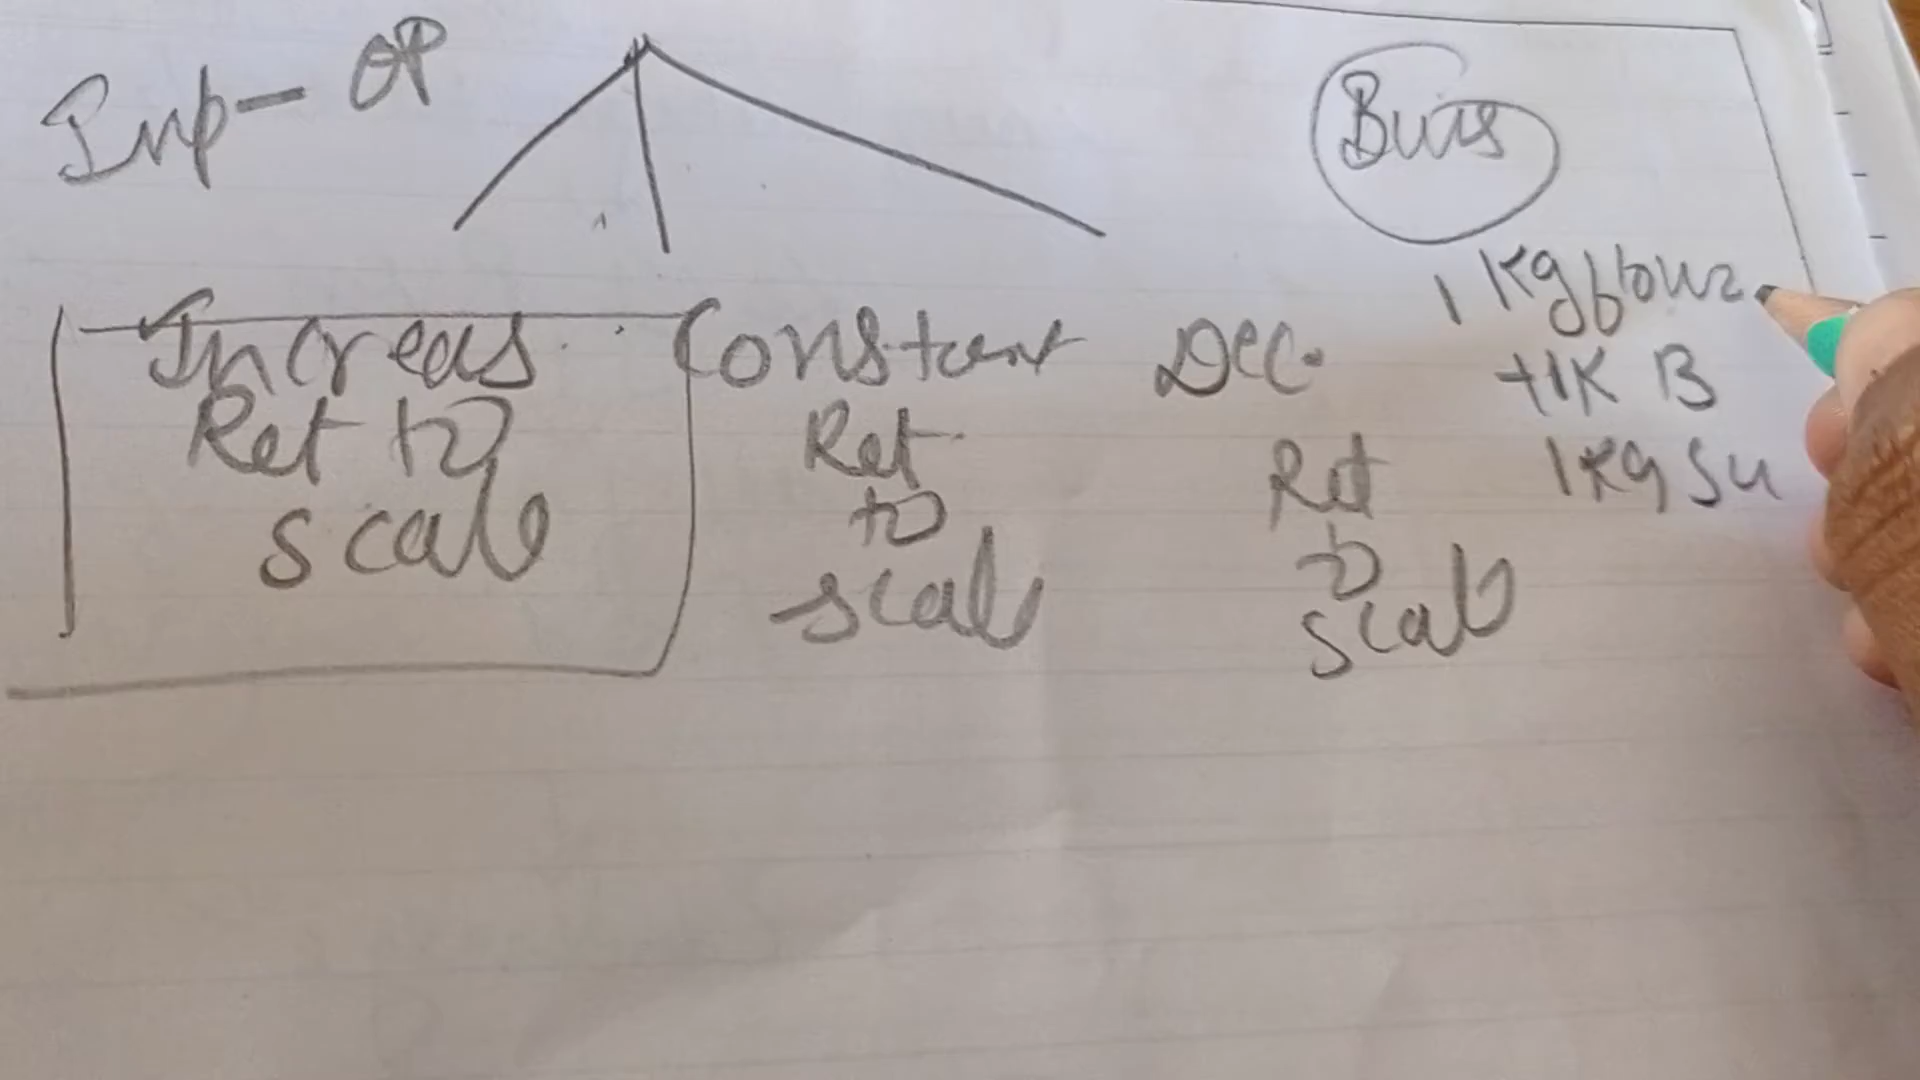 Inp - OP
Increas.
Ret to
scale
Constant
Ret
to
scale
Dec.
Ret
to
scale
Buns
1 Kg flour
+1K B
1Kg Su